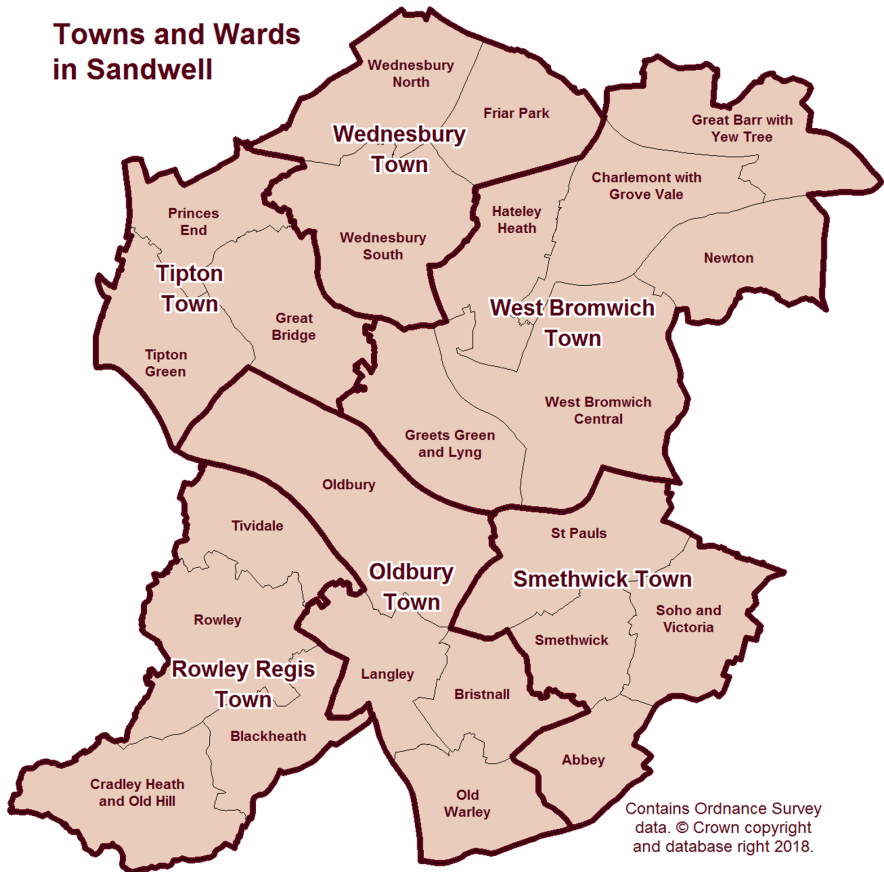 Towns and Wards
in Sandwell
Wednesbury
North
Friar Park
Great Barr with
Yew Tree
Wednesbury
Town
Charlemont with
Grove Vale
Princes
End
Hateley
Heath
Wednesbury
South
Newton
Tipton
Town
West Bromwich
Town
Great
Bridge
Tipton
Green
West Bromwich
Central
Greets Green
and Lyng
Oldbury
Tividale
St Pauls
Oldbury
Town
Smethwick Town
Rowley
Soho and
Victoria
Smethwick
Rowley Regis
Town
Langley
Bristnall
Blackheath
Abbey
Cradley Heath
and Old Hill
Old
Warley
Contains Ordnance Survey
data. © Crown copyright
and database right 2018.